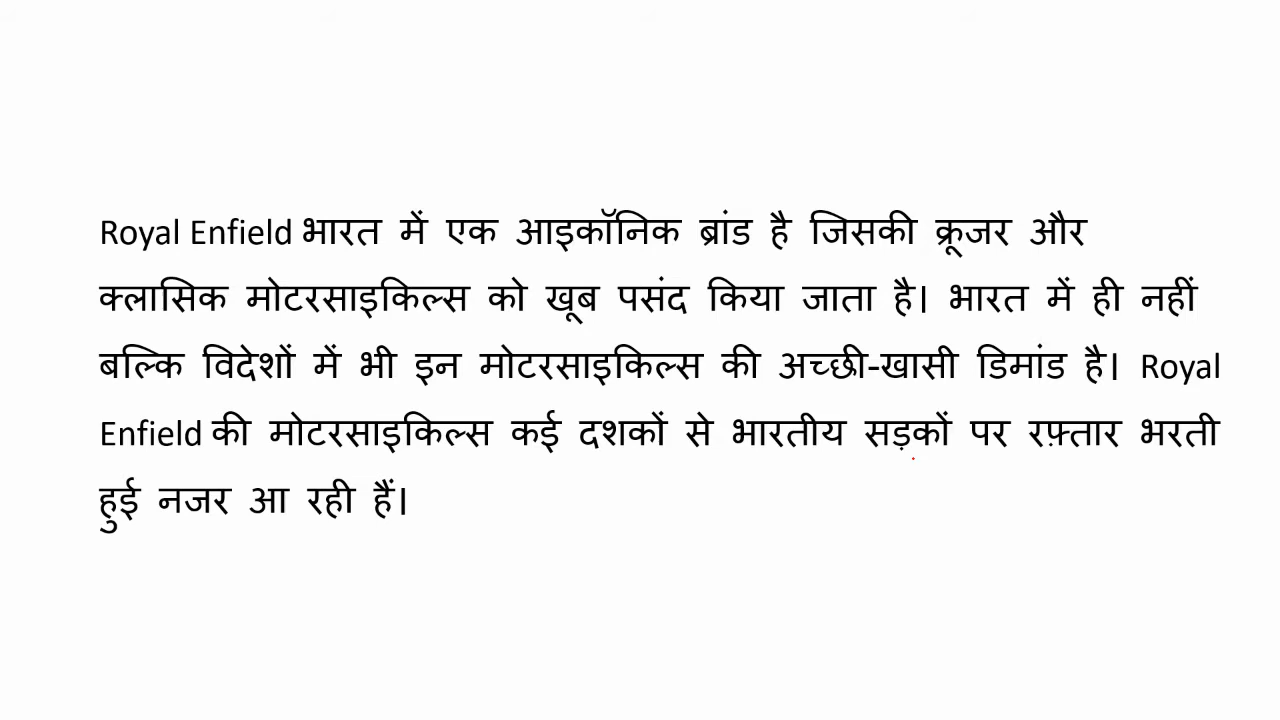 Royal Enfield भारत में एक आइकॉनिक ब्रांड है जिसकी क्रूजर और
क्लासिक मोटरसाइकिल्स को खूब पसंद किया जाता है। भारत में ही नहीं
बल्कि विदेशों में भी इन मोटरसाइकिल्स की अच्छी-खासी डिमांड है। Royal
Enfield की मोटरसाइकिल्स कई दशकों से भारतीय सड़कों पर रफ़्तार भरती
हुई नजर आ रही हैं।